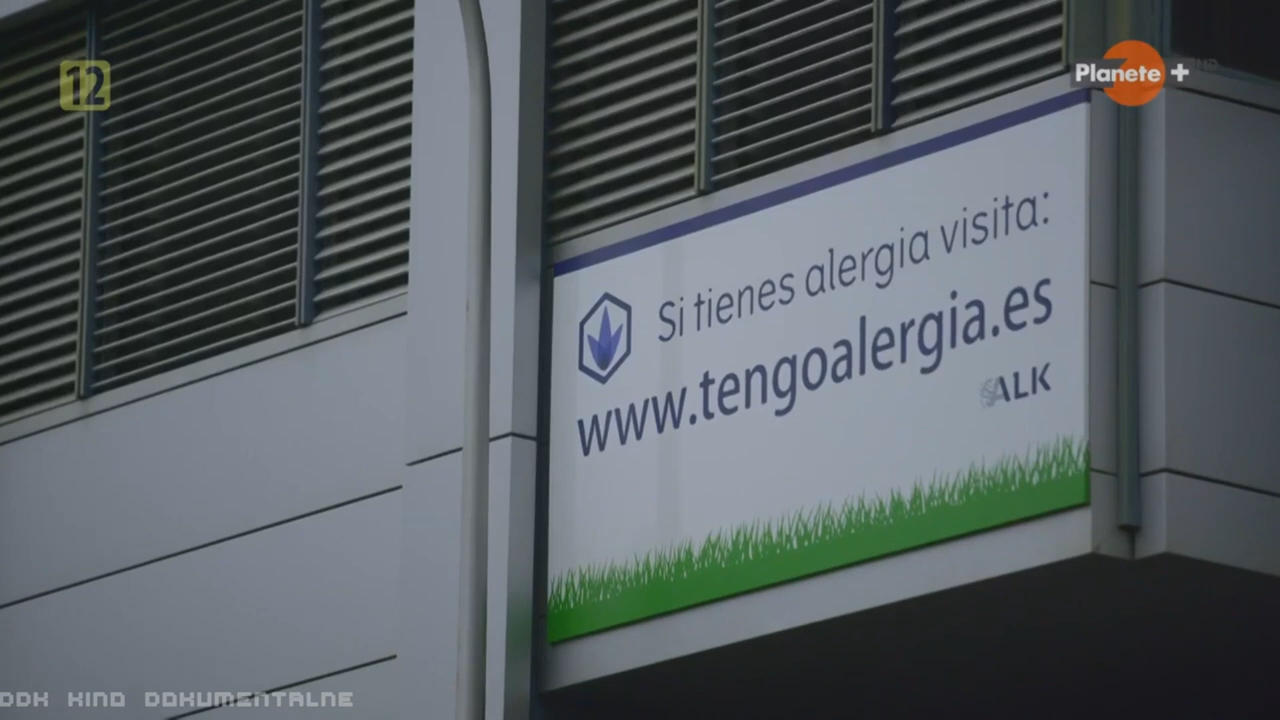 12
Planete +
Si tienes alergia visita:
www.tengoalergia.es
ALK
DDK KINO DOKUMENTALNE